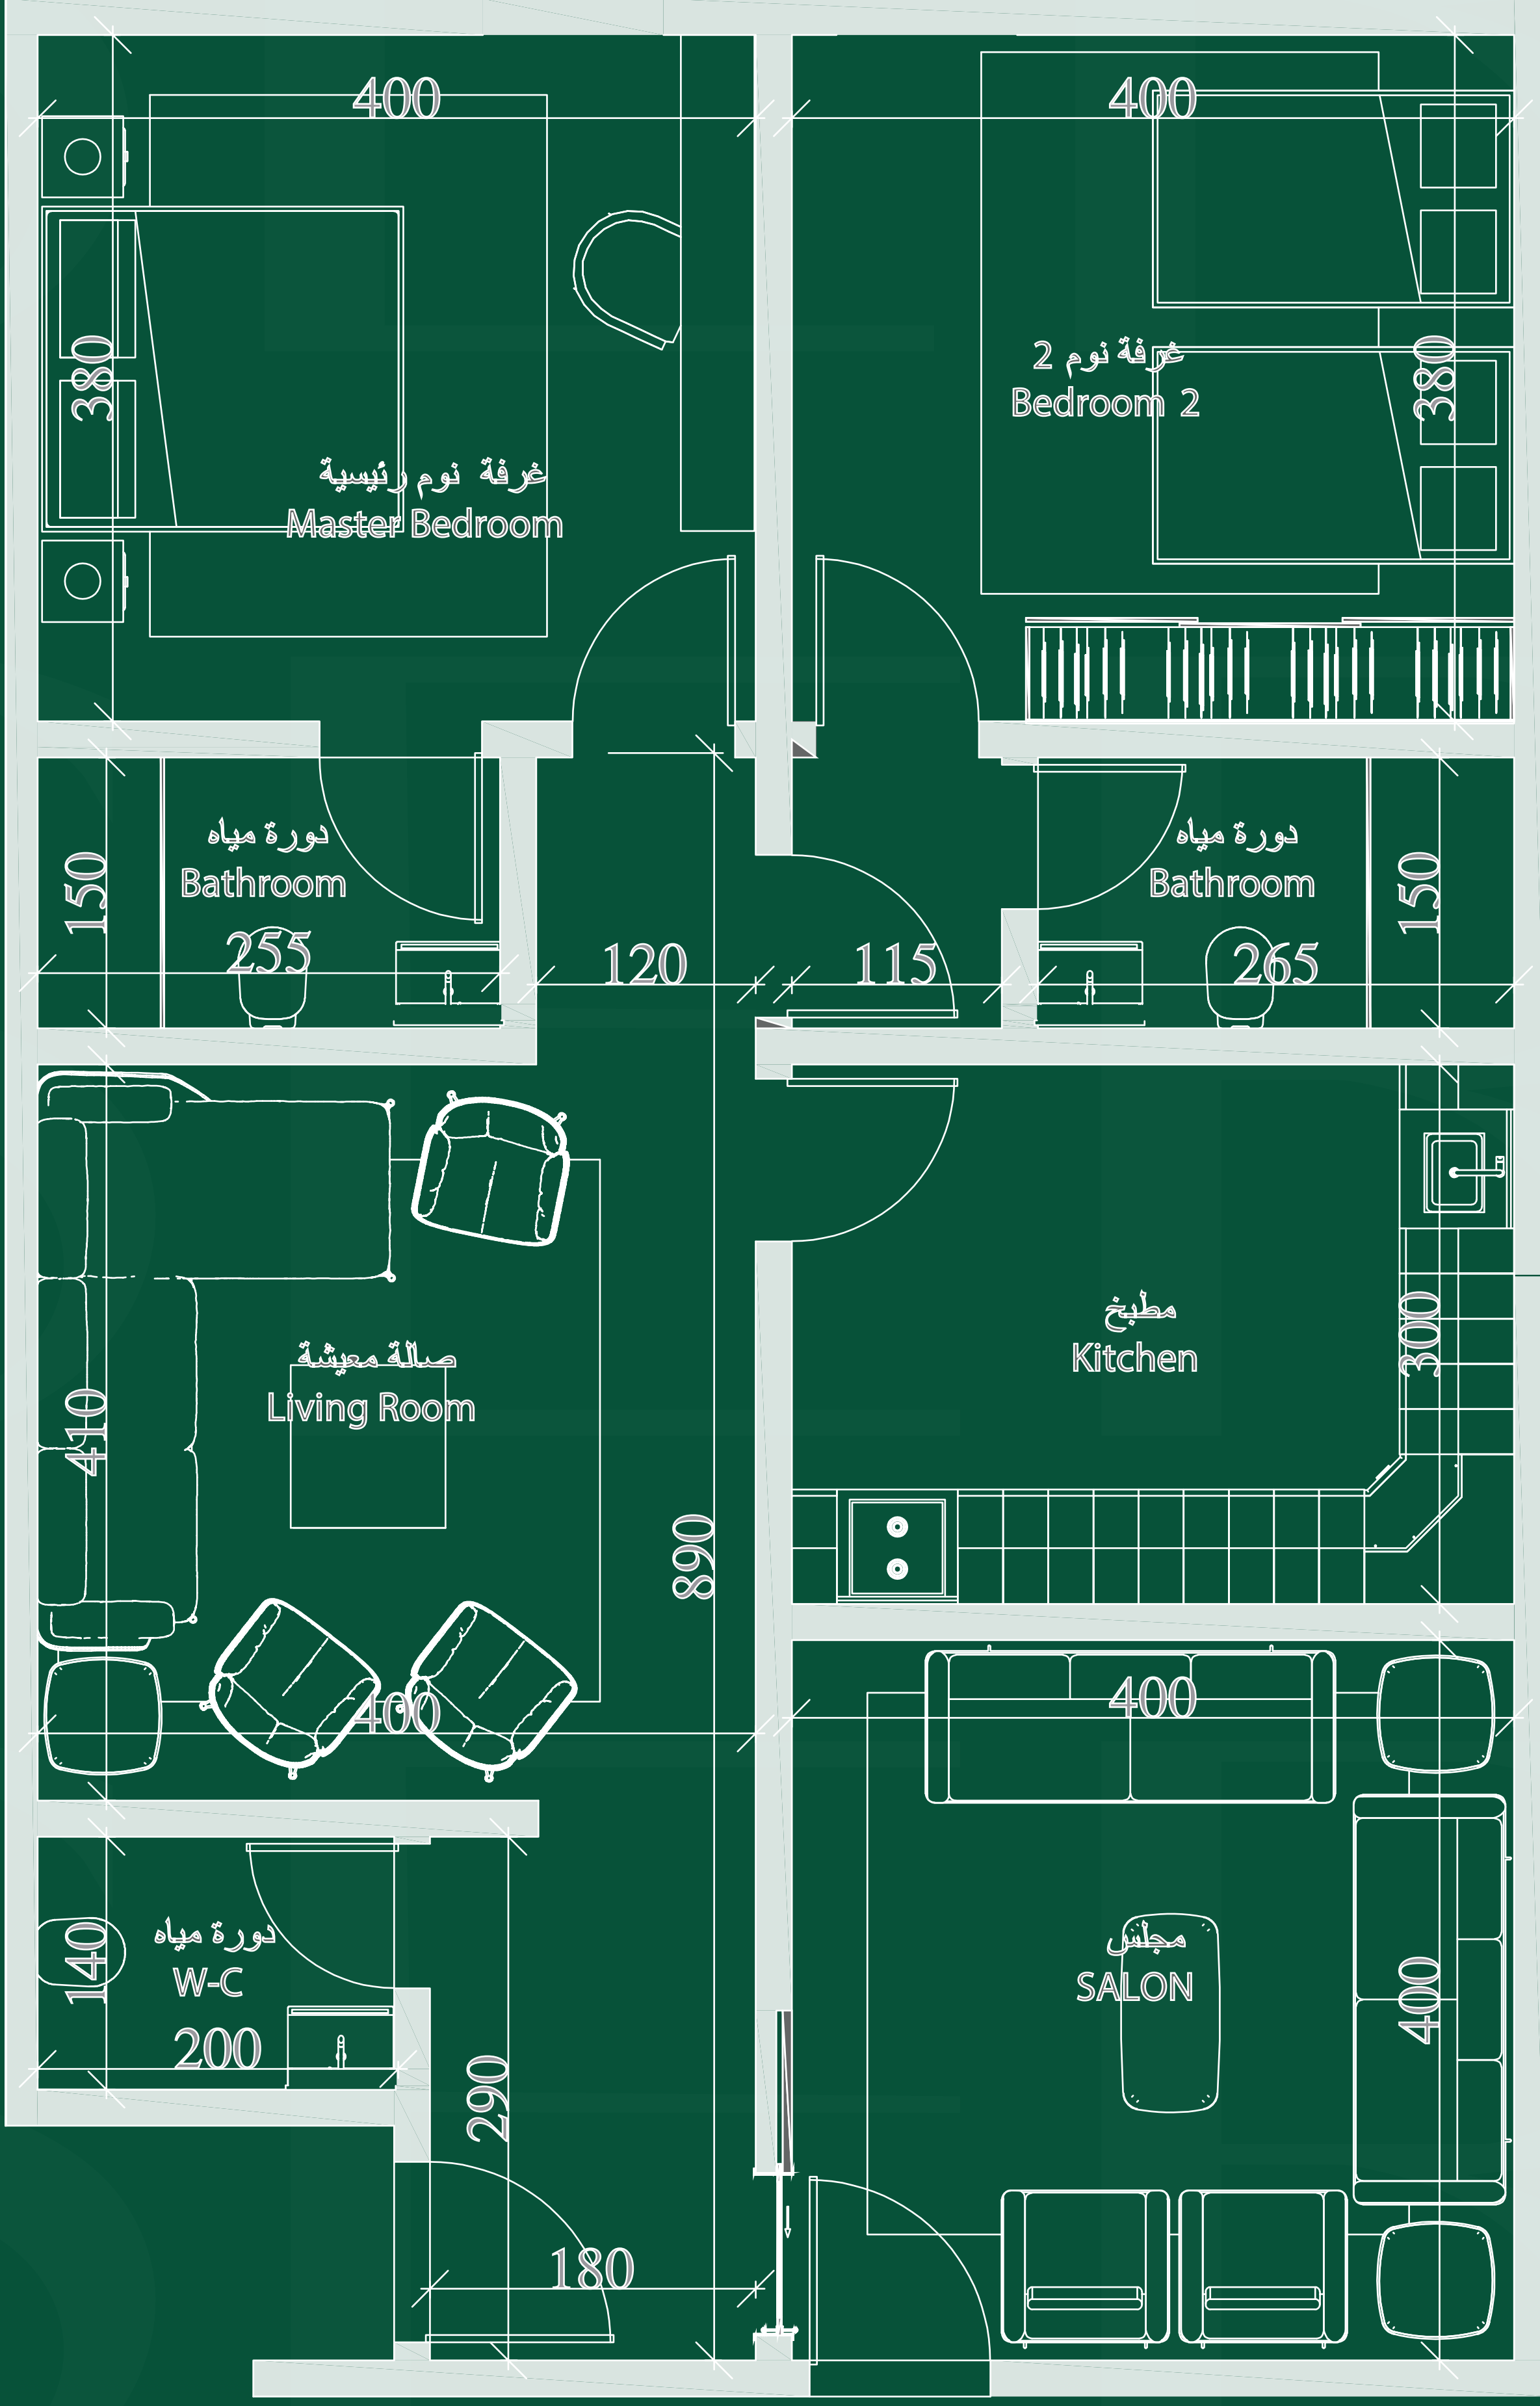 400
400
380
380
غرفة نوم 2
Bedroom 2
غرفة نوم رئيسية
Master Bedroom
دورة مياه
Bathroom
دورة مياه
Bathroom
150
150
255
120
115
265
مطبخ
Kitchen
300
صالة معيشة
Living Room
410
890
400
400
دورة مياه
W-C
140
200
مجلس
SALON
400
290
180